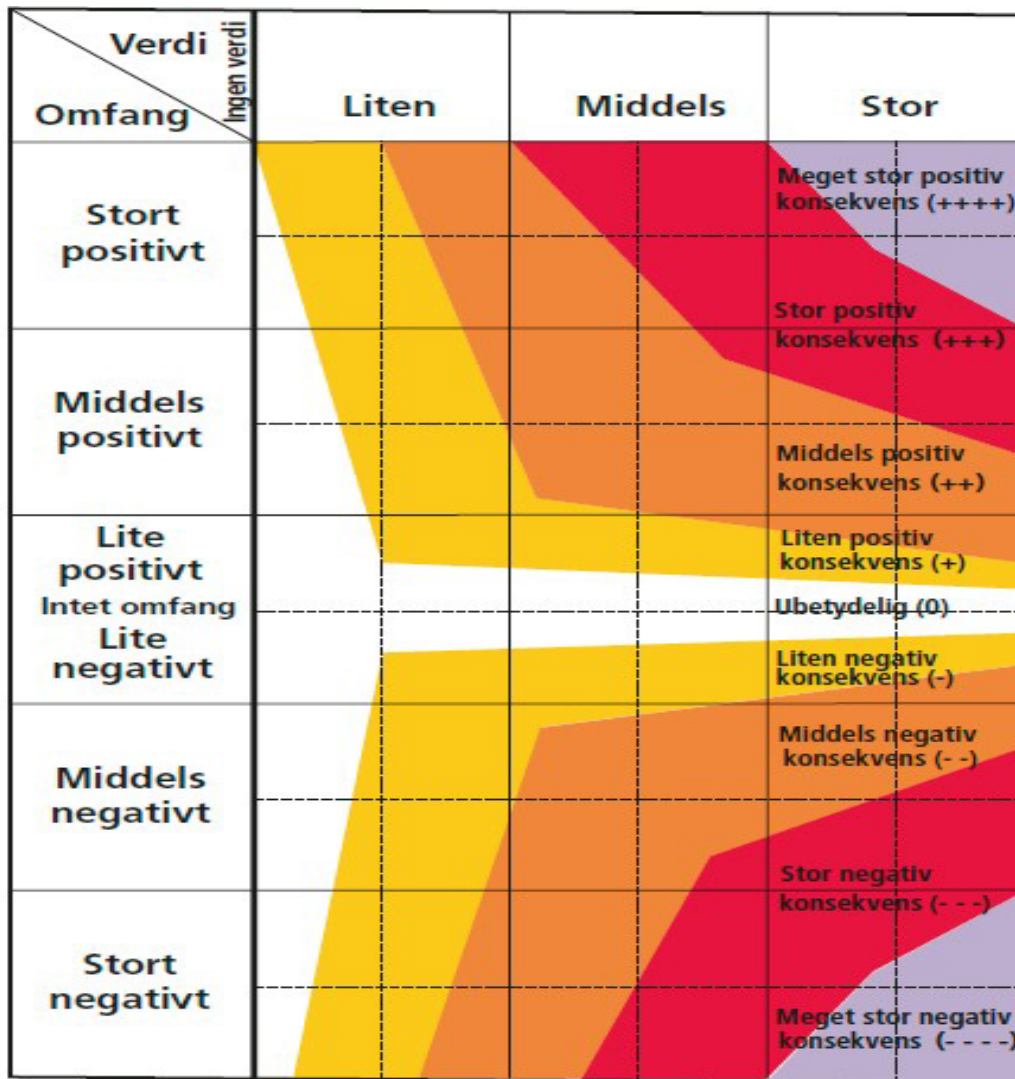 Verdi
Ingen verdi
Omfang
Liten
Middels
Stor
Stort
positivt
Meget stor positiv
konsekvens (++++)
Stor positiv
konsekvens (+++)
Middels
positivt
Middels positiv
konsekvens (++)
Lite
positivt
Liten positiv
konsekvens (+)
Intet omfang
Ubetydelig (0)
Lite
negativt
Liten negativ
konsekvens (-)
Middels
negativt
Middels negativ
konsekvens (- -)
Stor negativ
konsekvens (- - -)
Stort
negativt
Meget stor negativ
konsekvens (- - - -)